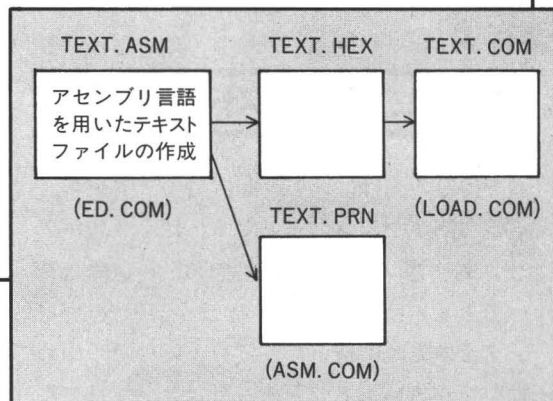 TEXT. ASM
TEXT. HEX
TEXT. COM
アセンブリ言語
を用いたテキスト
ファイルの作成
(ED. COM)
TEXT. PRN
(LOAD. COM)
(ASM. COM)